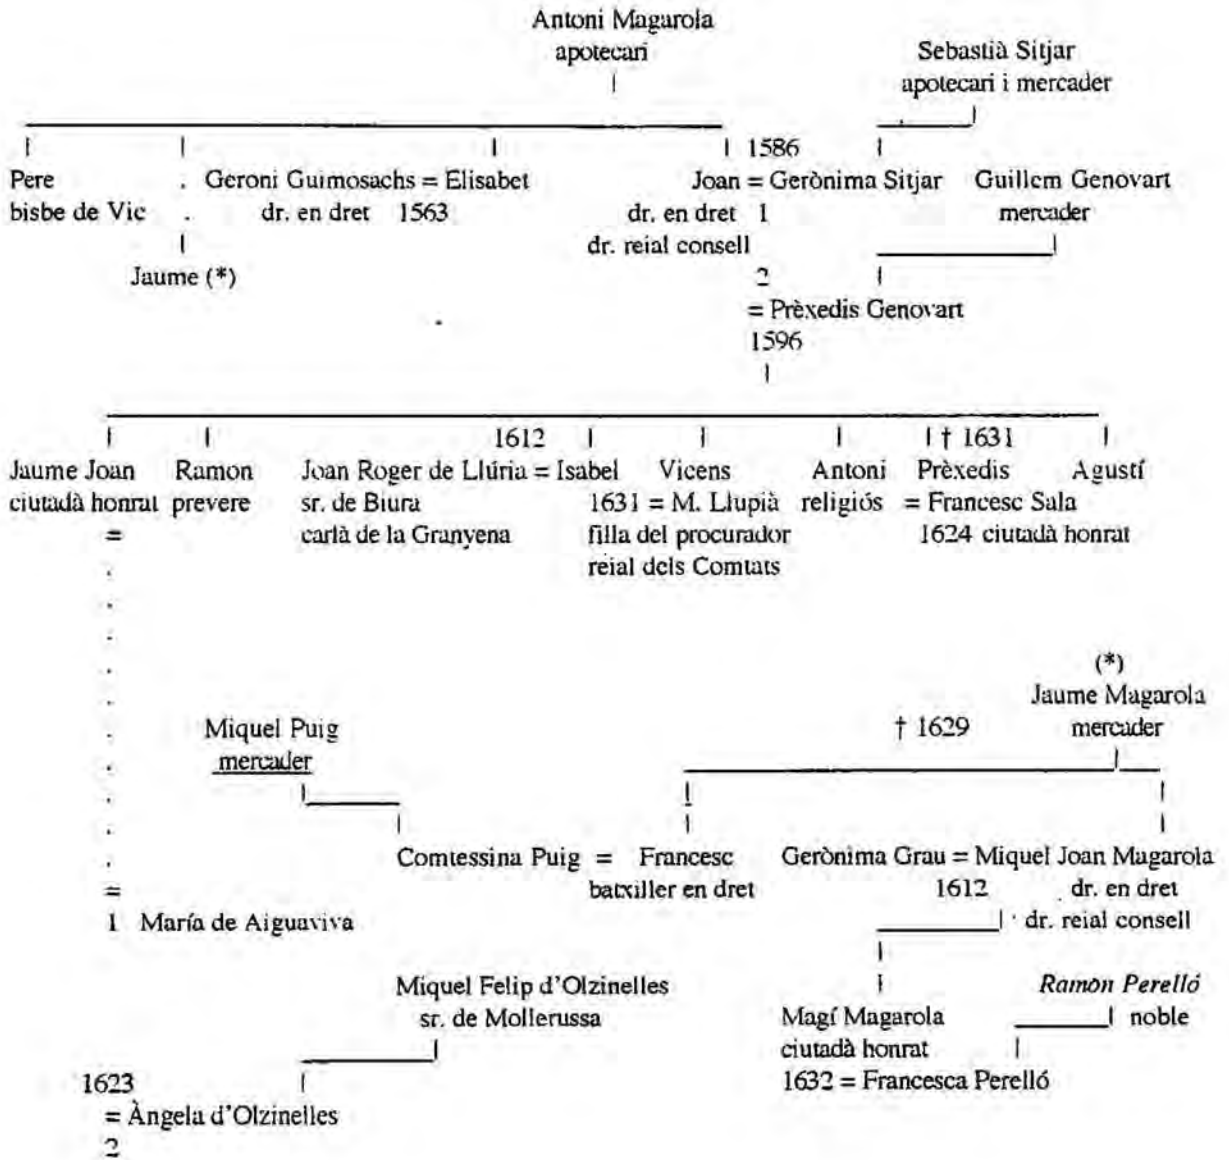 Antoni Magarola
apotecari
Sebastià Sitjar
apotecari i mercader
1586
Pere
bisbe de Vic
Geroni Guimosachs = Elisabet
dr. en dret 1563
Joan = Gerònima Sitjar
dr. en dret 1
dr. reial consell
Guillem Genovart
mercader
Jaume (*)
2
= Prèxedis Genovart
1596
1612
† 1631
Jaume Joan
ciutadà honrat
=
Ramon
prevere
Joan Roger de Llúria = Isabel
sr. de Biura
carlà de la Granyena
Vicens
1631 = M. Llupià
filla del procurador
reial dels Comtats
Antoni
religiós
Prèxedis
= Francesc Sala
1624 ciutadà honrat
Agustí
(*)
Jaume Magarola
mercader
† 1629
Miquel Puig
mercader
Comtessina Puig = Francesc
batxiller en dret
Gerònima Grau = Miquel Joan Magarola
1612 dr. en dret
dr. reial consell
=
1 María de Aiguaviva
Miquel Felip d'Olzinelles
sr. de Mollerussa
Ramon Perelló
noble
Magí Magarola
ciutadà honrat
1632 = Francesca Perelló
1623
= Àngela d'Olzinelles
2